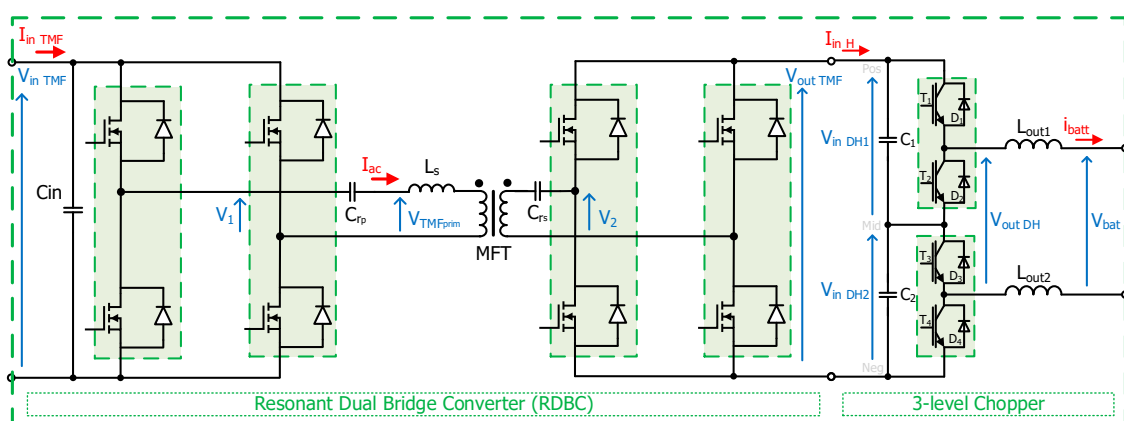 I_in TMF
V_in TMF
Cin
V_1
C_rp
I_ac
L_s
V_TMFprim
MFT
C_rs
V_2
V_out TMF
I_in H
Pos
V_in DH1
C_1
Mid
V_in DH2
C_2
Neg
T_1
D_1
T_2
D_2
T_3
D_3
T_4
D_4
L_out1
i_batt
V_out DH
V_bat
L_out2
Resonant Dual Bridge Converter (RDBC)
3-level Chopper